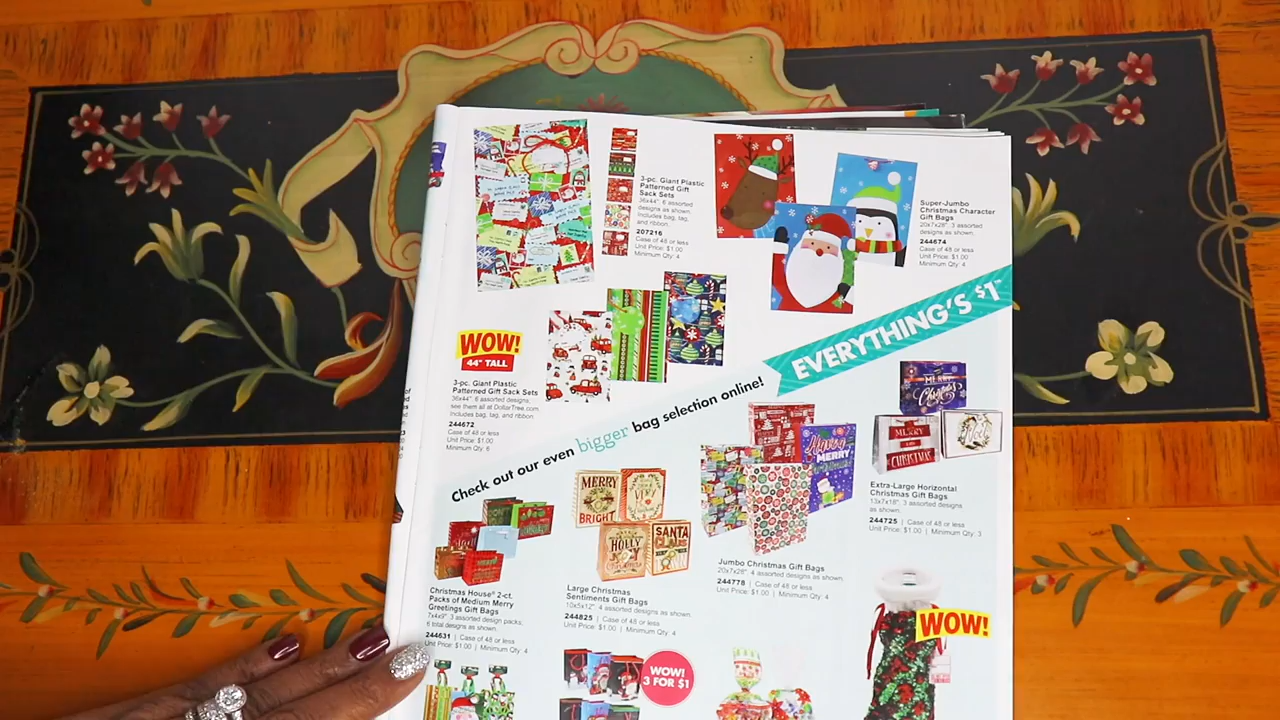 3-pc. Giant Plastic
Patterned Gift
Sack Sets
36x44". 6 assorted
designs as shown.
Includes bag, tag,
and ribbon.
207216
Case of 48 or less
Unit Price: $1.00
Minimum Qty: 4
Super-Jumbo
Christmas Character
Gift Bags
20x7x28". 3 assorted
designs as shown.
244674
Case of 48 or less
Unit Price: $1.00
Minimum Qty: 4
WOW!
44" TALL
3-pc. Giant Plastic
Patterned Gift Sack Sets
36x44". 6 assorted designs,
see them all at DollarTree.com.
Includes bag, tag, and ribbon.
244672
Case of 48 or less
Unit Price: $1.00
Minimum Qty: 6
EVERYTHING'S $1
Check out our even bigger bag selection online!
MERRY
Christmas
MERRY
CHRISTMAS
Noel
Extra-Large Horizontal
Christmas Gift Bags
13x7x18". 3 assorted designs
as shown.
244725 | Case of 48 or less
Unit Price: $1.00 | Minimum Qty: 3
MERRY
BRIGHT
HOLLY
JOY
SANTA
CLAUS
MERRY
Jumbo Christmas Gift Bags
20x7x28". 4 assorted designs as shown.
244778 | Case of 48 or less
Unit Price: $1.00 | Minimum Qty: 4
Large Christmas
Sentiments Gift Bags
10x5x12". 4 assorted designs as shown.
244825 | Case of 48 or less
Unit Price: $1.00 | Minimum Qty: 4
Christmas House® 2-ct.
Packs of Medium Merry
Greetings Gift Bags
7x4x9". 3 assorted design packs,
6 total designs as shown.
244631 | Case of 48 or less
Unit Price: $1.00 | Minimum Qty: 4
WOW!
WOW!
3 FOR $1